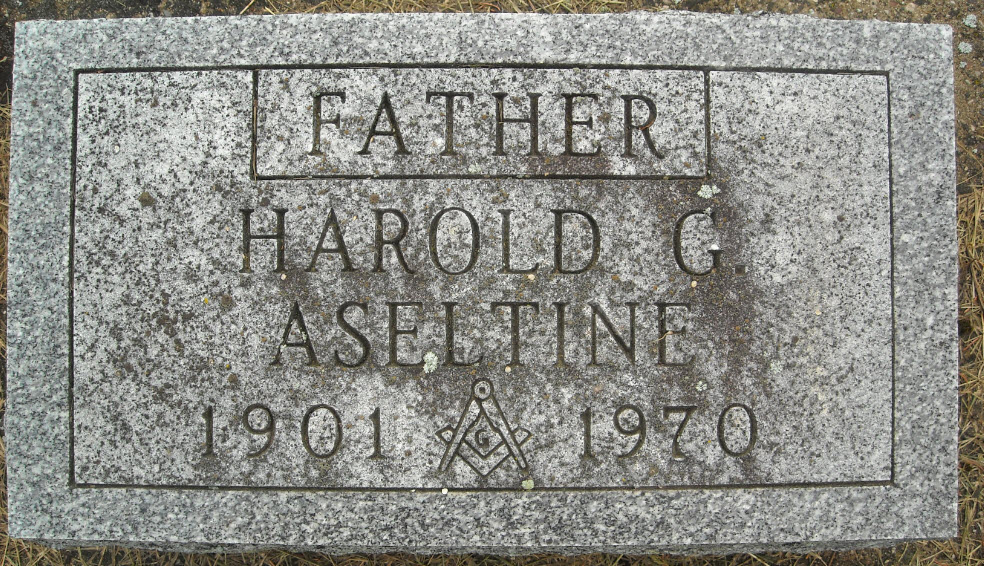 FATHER
HAROLD G.
ASELTINE
1901 G 1970